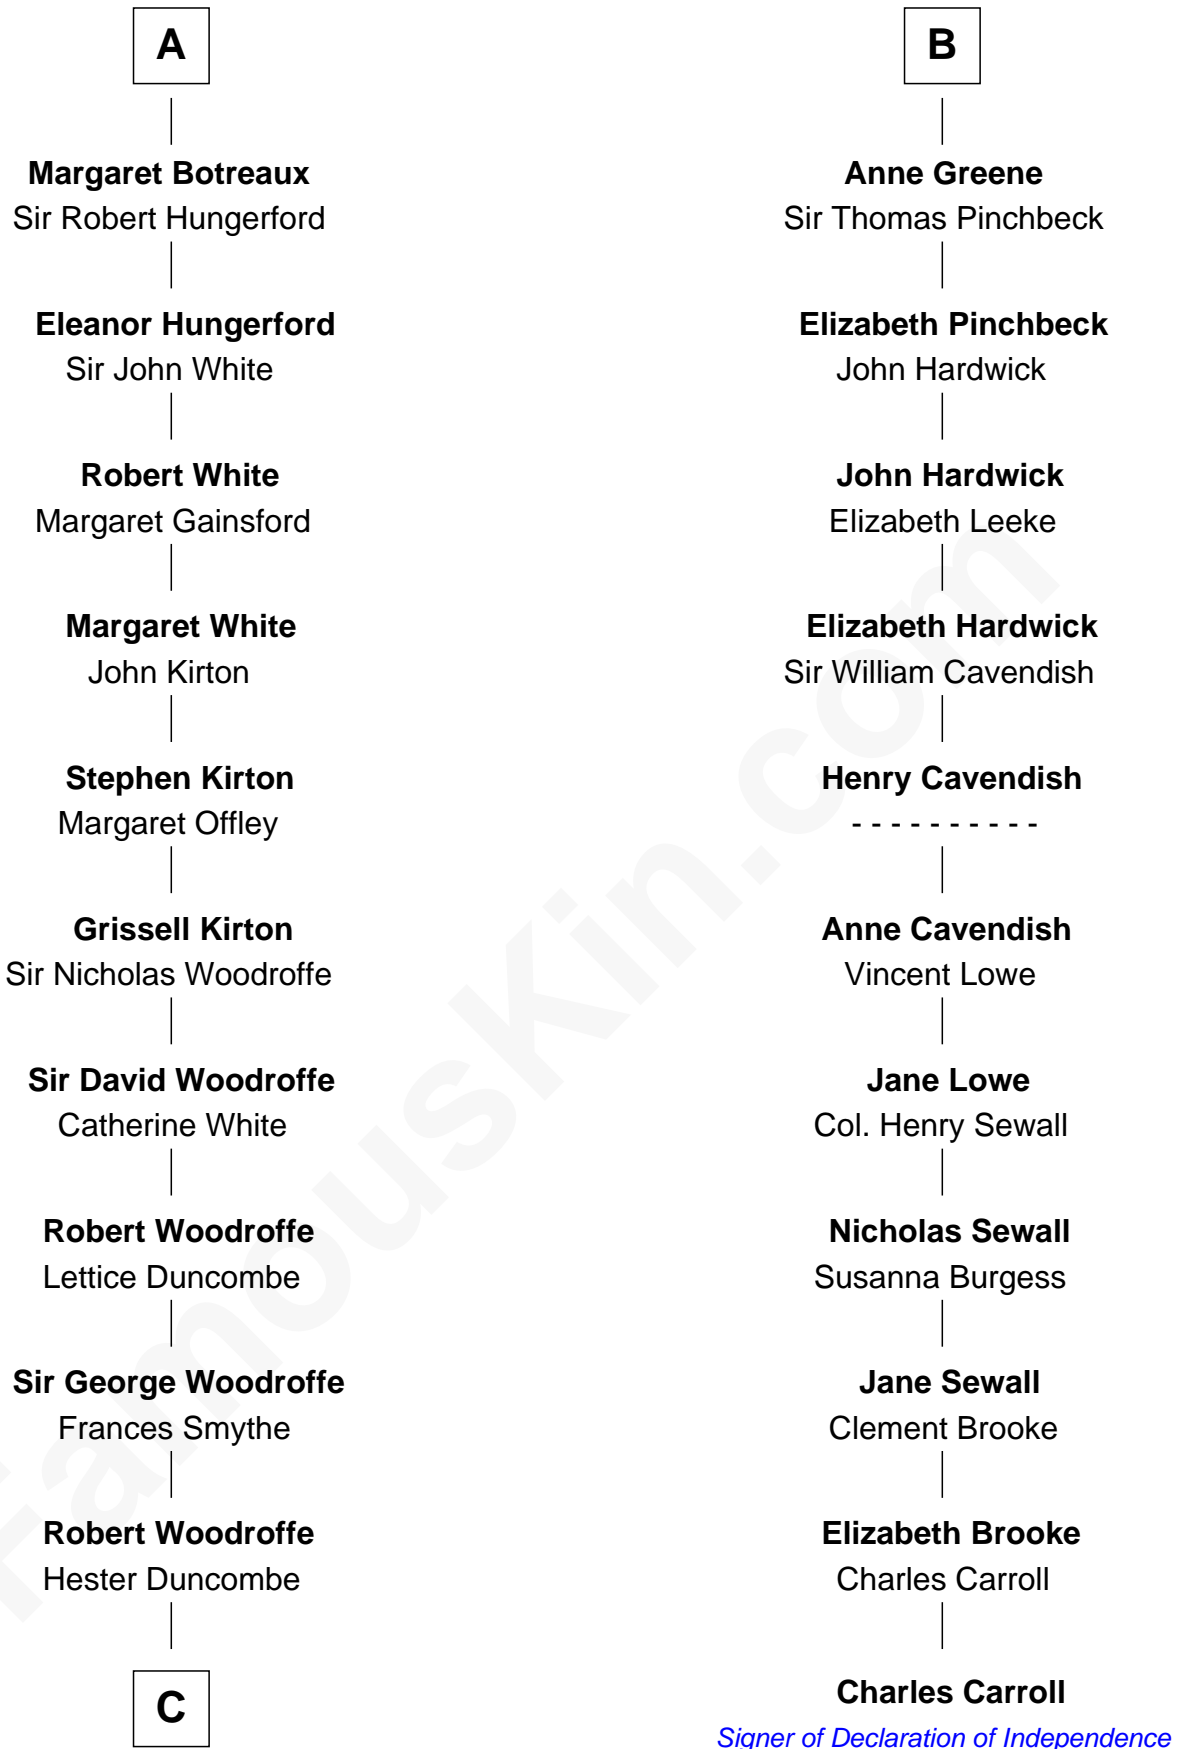 A
Margaret Botreaux
Sir Robert Hungerford
Eleanor Hungerford
Sir John White
Robert White
Margaret Gainsford
Margaret White
John Kirton
Stephen Kirton
Margaret Offley
Grissell Kirton
Sir Nicholas Woodroffe
Sir David Woodroffe
Catherine White
Robert Woodroffe
Lettice Duncombe
Sir George Woodroffe
Frances Smythe
Robert Woodroffe
Hester Duncombe
C
B
Anne Greene
Sir Thomas Pinchbeck
Elizabeth Pinchbeck
John Hardwick
John Hardwick
Elizabeth Leeke
Elizabeth Hardwick
Sir William Cavendish
Henry Cavendish
- - - - - - - - - -
Anne Cavendish
Vincent Lowe
Jane Lowe
Col. Henry Sewall
Nicholas Sewall
Susanna Burgess
Jane Sewall
Clement Brooke
Elizabeth Brooke
Charles Carroll
Charles Carroll
Signer of Declaration of Independence
FamousKin.com